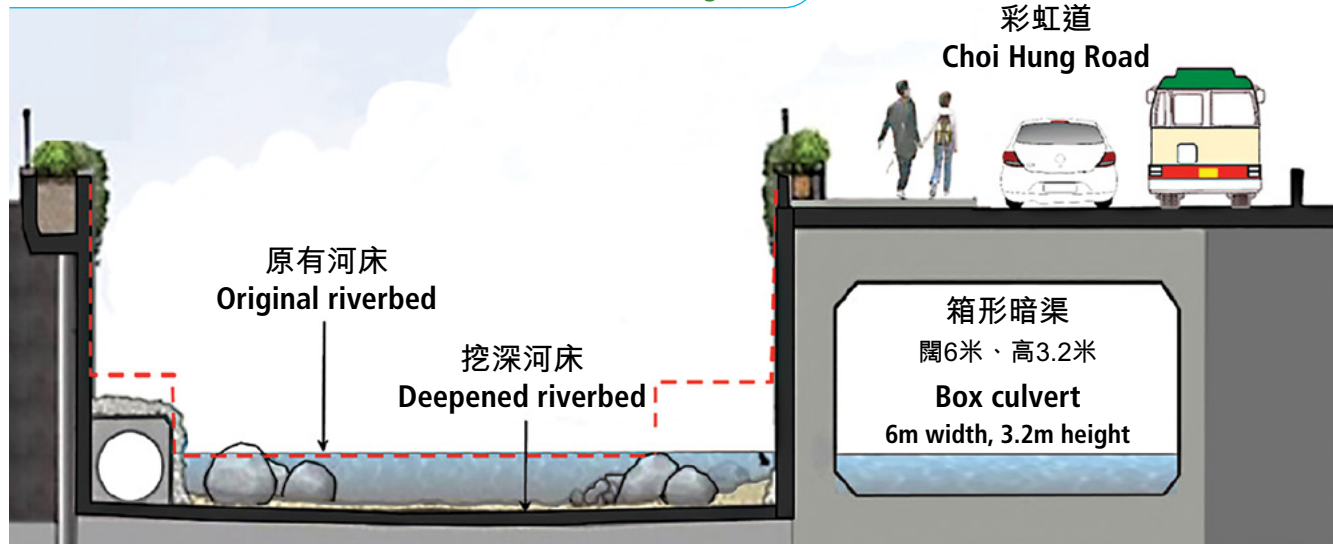 彩虹道
Choi Hung Road
原有河床
Original riverbed
挖深河床
Deepened riverbed
箱形暗渠
闊6米、高3.2米
Box culvert
6m width, 3.2m height